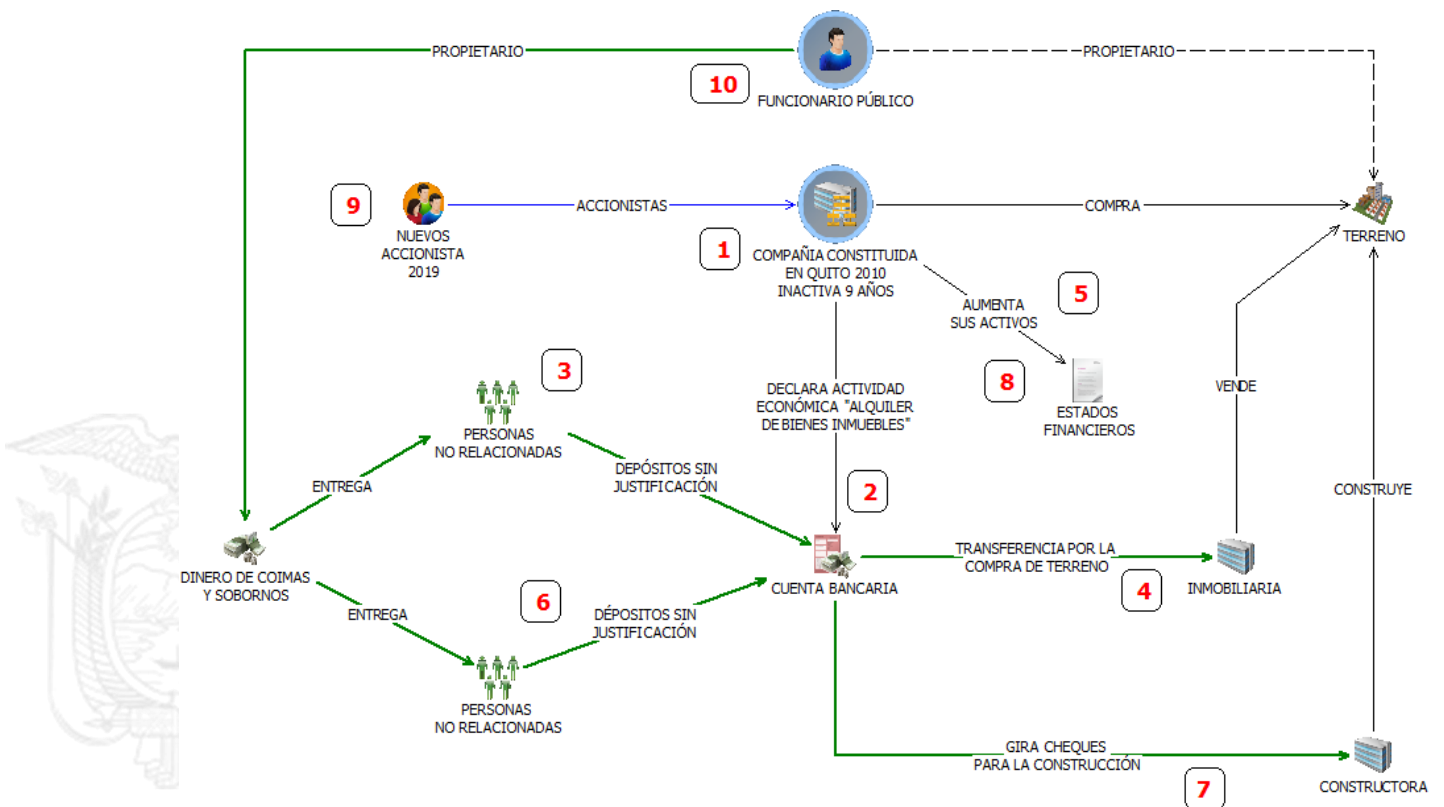 PROPIETARIO
PROPIETARIO
10
FUNCIONARIO PÚBLICO
9
ACCIONISTAS
COMPRA
NUEVOS
ACCIONISTA
2019
1
COMPAÑIA CONSTITUIDA
EN QUITO 2010
INACTIVA 9 AÑOS
TERRENO
5
AUMENTA
SUS ACTIVOS
3
8
DECLARA ACTIVIDAD
ECONÓMICA "ALQUILER
DE BIENES INMUEBLES"
VENDE
ESTADOS
FINANCIEROS
PERSONAS
NO RELACIONADAS
ENTREGA
DEPÓSITOS SIN
JUSTIFICACIÓN
2
CONSTRUYE
DINERO DE COIMAS
Y SOBORNOS
TRANSFERENCIA POR LA
COMPRA DE TERRENO
CUENTA BANCARIA
4
INMOBILIARIA
ENTREGA
6
DÉPOSITOS SIN
JUSTIFICACIÓN
PERSONAS
NO RELACIONADAS
GIRA CHEQUES
PARA LA CONSTRUCCIÓN
7
CONSTRUCTORA